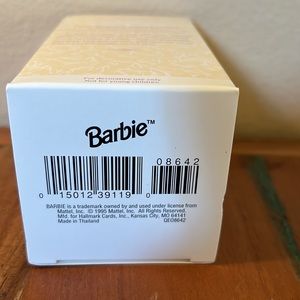 For decorative use only
Not for young children
Barbie™
08642
0 15012 39119 0
BARBIE is a trademark owned by and used under license from
Mattel, Inc. © 1995 Mattel, Inc. All Rights Reserved.
Mfd. for Hallmark Cards, Inc., Kansas City, MO 64141
Made in Thailand QEO8642